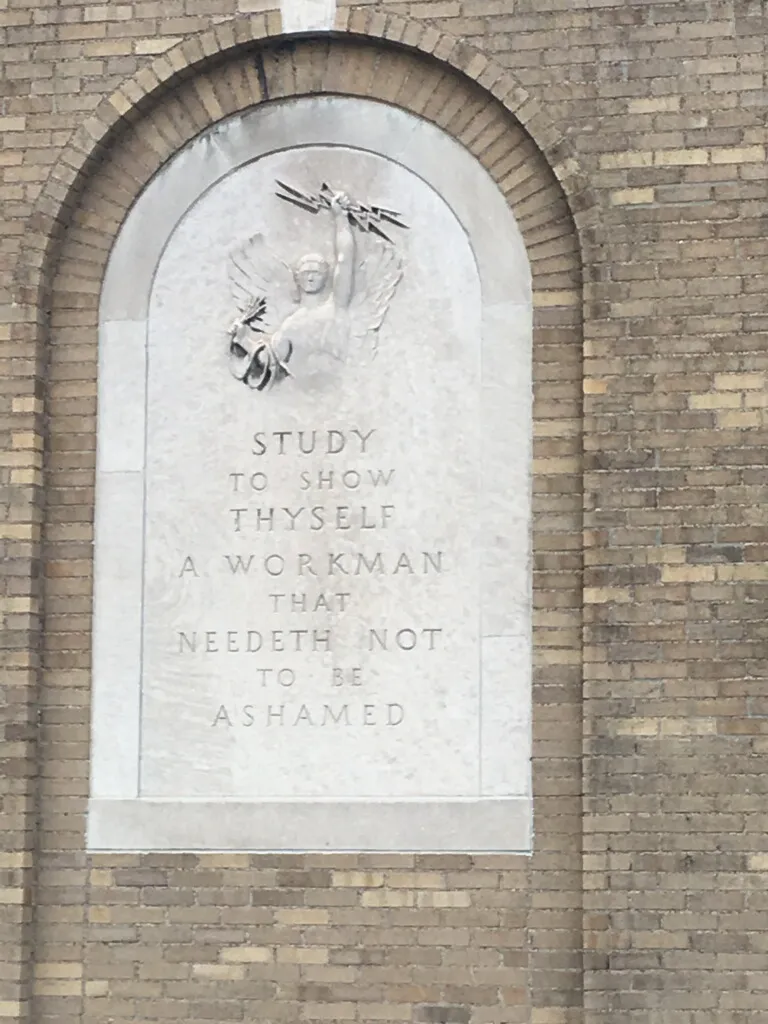 STUDY
TO SHOW
THYSELF
A WORKMAN
THAT
NEEDETH NOT
TO BE
ASHAMED